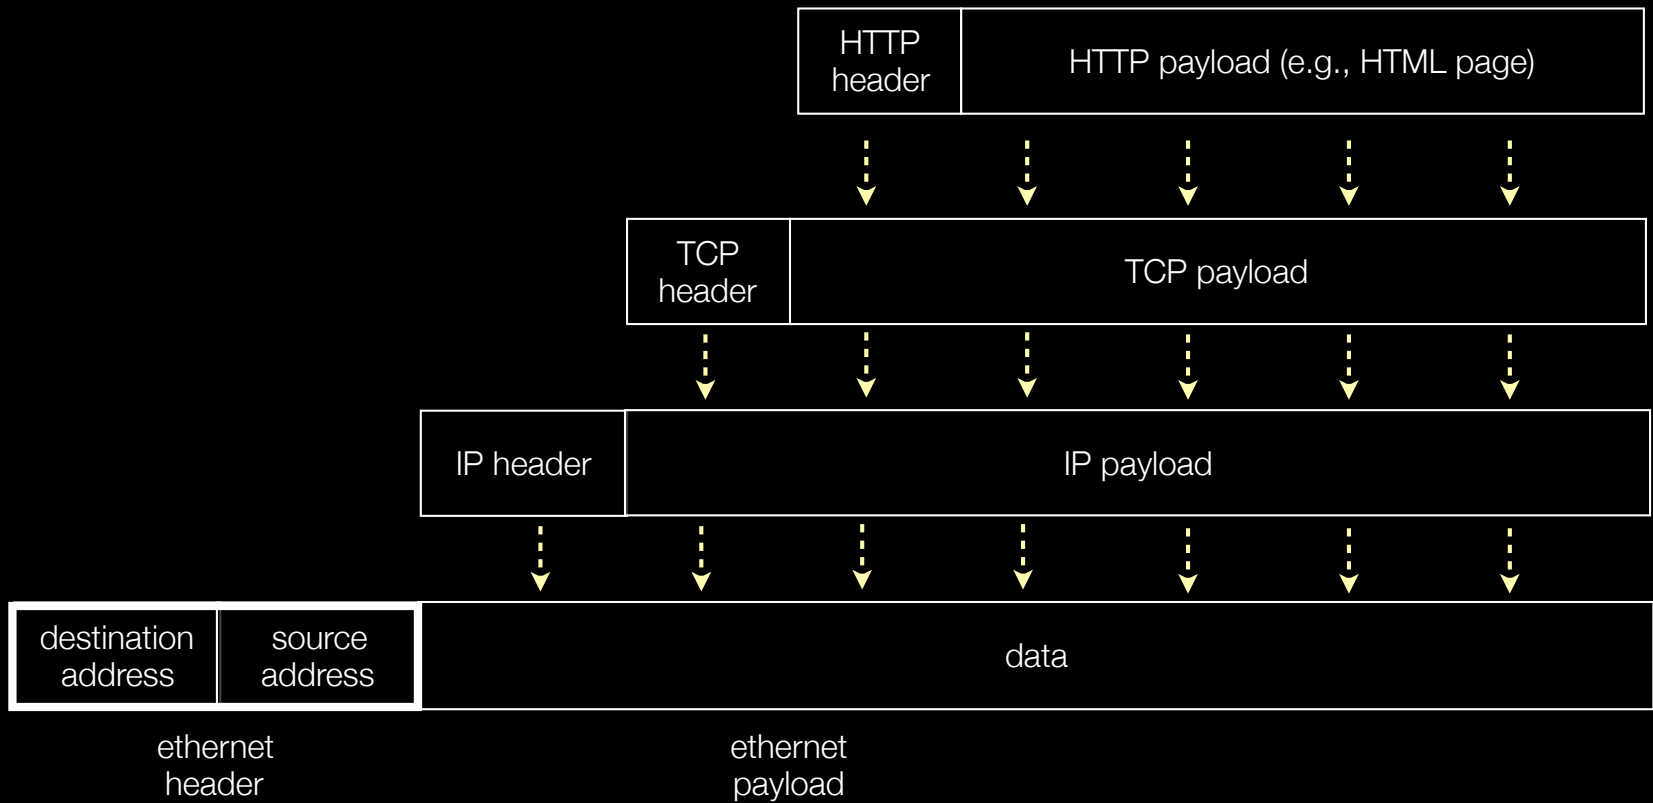 HTTP
header
HTTP payload (e.g., HTML page)
TCP
header
TCP payload
IP header
IP payload
destination
address
source
address
data
ethernet
header
ethernet
payload